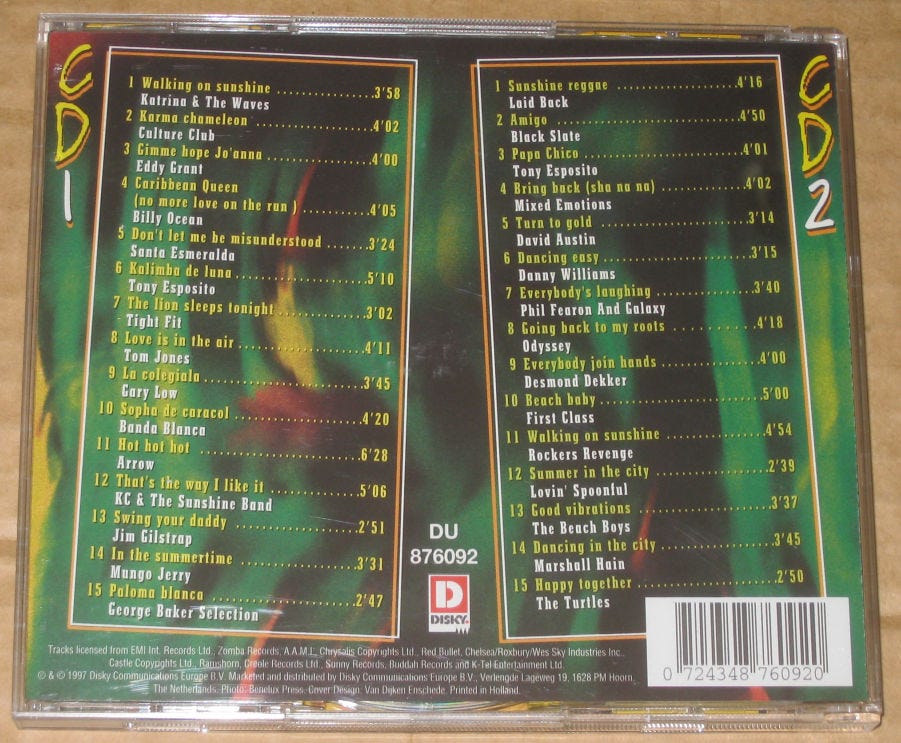 CD 1
1 Walking on sunshine ...............3'58
Katrina & The Waves
2 Karma chameleon ..................4'02
Culture Club
3 Gimme hope Jo'anna ................4'00
Eddy Grant
4 Caribbean Queen
(no more love on the run ) ...........4'05
Billy Ocean
5 Don't let me be misunderstood .......3'24
Santa Esmeralda
6 Kalimba de luna....................5'10
Tony Esposito
7 The lion sleeps tonight ..............3'02
Tight Fit
8 Love is in the air ...................4'11
Tom Jones
9 La colegiala.......................3'45
Gary Low
10 Sopha de caracol ..................4'20
Banda Blanca
11 Hot hot hot ........................6'28
Arrow
12 That's the way I like it .............5'06
KC & The Sunshine Band
13 Swing your daddy ..................2'51
Jim Gilstrap
14 In the summertime .................3'31
Mungo Jerry
15 Paloma blanca .....................2'47
George Baker Selection
CD 2
1 Sunshine reggae .................4'16
Laid Back
2 Amigo...........................4'50
Black Slate
3 Papa Chico......................4'01
Tony Esposito
4 Bring back (sha na na) .............4'02
Mixed Emotions
5 Turn to gold......................3'14
David Austin
6 Dancing easy.....................3'15
Danny Williams
7 Everybody's laughing ..............3'40
Phil Fearon And Galaxy
8 Going back to my roots ............4'18
Odyssey
9 Everybody join hands .............4'00
Desmond Dekker
10 Beach baby.......................5'00
First Class
11 Walking on sunshine ..............4'54
Rockers Revenge
12 Summer in the city ................2'39
Lovin' Spoonful
13 Good vibrations ...................3'37
The Beach Boys
14 Dancing in the city.................3'45
Marshall Hain
15 Happy together....................2'50
The Turtles
DU
876092
D
DISKY
Tracks licensed from EMI Int. Records Ltd., Zomba Records, A.A.M.I., Chrysalis Copyrights Ltd., Red Bullet, Chelsea/Roxbury/Wes Sky Industries Inc.,
Castle Copyrights Ltd., Ramshorn, Creole Records Ltd., Sunny Records, Buddah Records and K-Tel Entertainment Ltd.
℗ & © 1997 Disky Communications Europe B.V. Marketed and distributed by Disky Communications Europe B.V., Verlengde Lageweg 19, 1628 PM Hoorn,
The Netherlands. Photo: Benelux Press. Cover Design: Van Dijken Enschede. Printed in Holland.
0 724348 760920